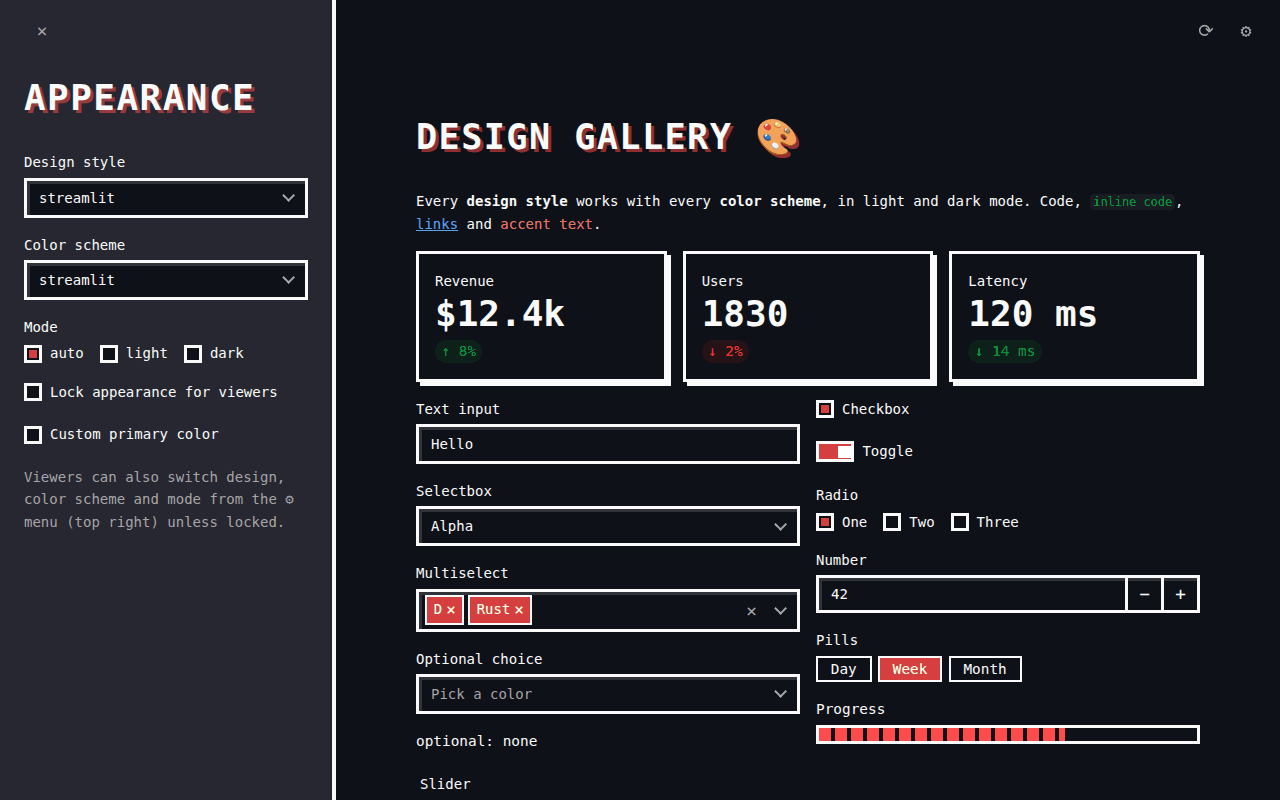 APPEARANCE
Design style
streamlit
Color scheme
streamlit
Mode
auto light dark
Lock appearance for viewers
Custom primary color
Viewers can also switch design,
color scheme and mode from the ⚙
menu (top right) unless locked.
DESIGN GALLERY 🎨
Every design style works with every color scheme, in light and dark mode. Code, inline code,
links and accent text.
Revenue
$12.4k
↑ 8%
Users
1830
↓ 2%
Latency
120 ms
↓ 14 ms
Text input
Hello
Selectbox
Alpha
Multiselect
D × Rust ×
Optional choice
Pick a color
optional: none
Slider
Checkbox
Toggle
Radio
One Two Three
Number
42 − +
Pills
Day Week Month
Progress